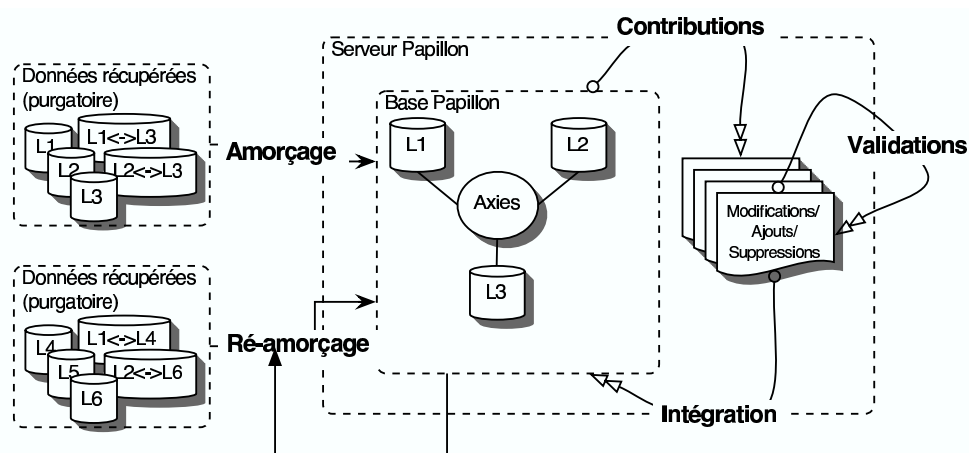 Contributions
Serveur Papillon
Données récupérées
(purgatoire)
L1
L1<->L3
L2
L2<->L3
L3
Amorçage
Base Papillon
L1
L2
Axies
L3
Validations
Modifications/
Ajouts/
Suppressions
Données récupérées
(purgatoire)
L4
L1<->L4
L5
L2<->L6
L6
Ré-amorçage
Intégration